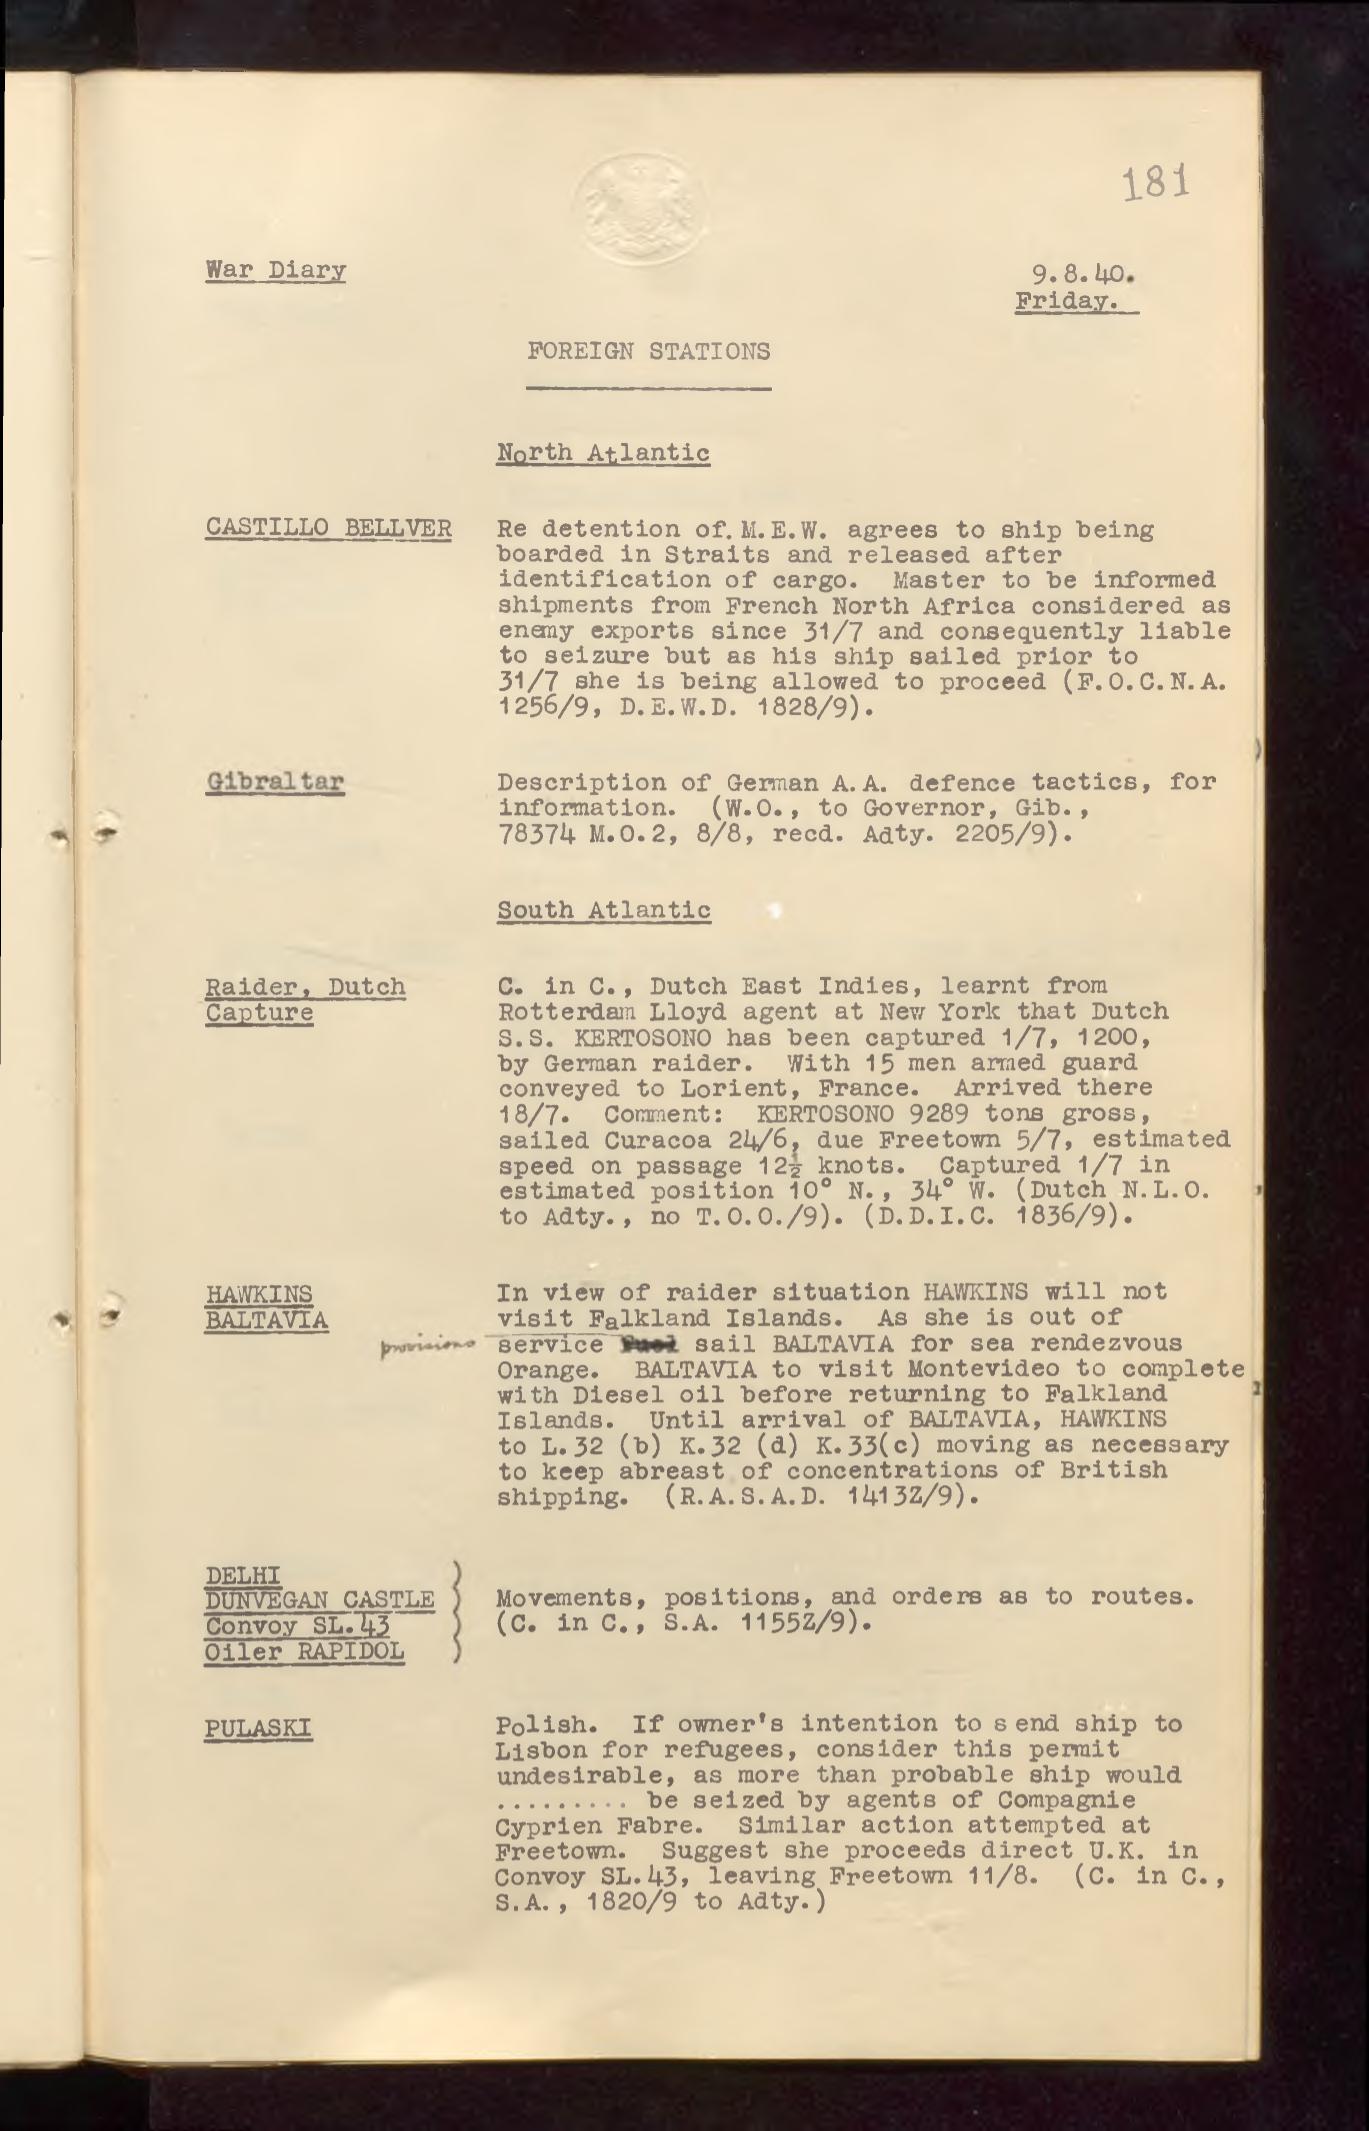 181
War Diary
9.8.40.
Friday.
FOREIGN STATIONS
North Atlantic
CASTILLO BELLVER
Re detention of. M.E.W. agrees to ship being
boarded in Straits and released after
identification of cargo. Master to be informed
shipments from French North Africa considered as
enemy exports since 31/7 and consequently liable
to seizure but as his ship sailed prior to
31/7 she is being allowed to proceed (F.O.C.N.A.
1256/9, D.E.W.D. 1828/9).
Gibraltar
Description of German A.A. defence tactics, for
information. (W.O., to Governor, Gib.,
78374 M.O.2, 8/8, recd. Adty. 2205/9).
South Atlantic
Raider, Dutch
Capture
C. in C., Dutch East Indies, learnt from
Rotterdam Lloyd agent at New York that Dutch
S.S. KERTOSONO has been captured 1/7, 1200,
by German raider. With 15 men armed guard
conveyed to Lorient, France. Arrived there
18/7. Comment: KERTOSONO 9289 tons gross,
sailed Curacoa 24/6, due Freetown 5/7, estimated
speed on passage 12½ knots. Captured 1/7 in
estimated position 10° N., 34° W. (Dutch N.L.O.
to Adty., no T.O.O./9). (D.D.I.C. 1836/9).
HAWKINS
BALTAVIA
In view of raider situation HAWKINS will not
visit Falkland Islands. As she is out of
provisions
service sail BALTAVIA for sea rendezvous
Orange. BALTAVIA to visit Montevideo to complete
with Diesel oil before returning to Falkland
Islands. Until arrival of BALTAVIA, HAWKINS
to L.32 (b) K.32 (d) K.33(c) moving as necessary
to keep abreast of concentrations of British
shipping. (R.A.S.A.D. 1413Z/9).
DELHI
DUNVEGAN CASTLE
Convoy SL.43
Oiler RAPIDOL
Movements, positions, and orders as to routes.
(C. in C., S.A. 1155Z/9).
PULASKI
Polish. If owner's intention to send ship to
Lisbon for refugees, consider this permit
undesirable, as more than probable ship would
......... be seized by agents of Compagnie
Cyprien Fabre. Similar action attempted at
Freetown. Suggest she proceeds direct U.K. in
Convoy SL.43, leaving Freetown 11/8. (C. in C.,
S.A., 1820/9 to Adty.)